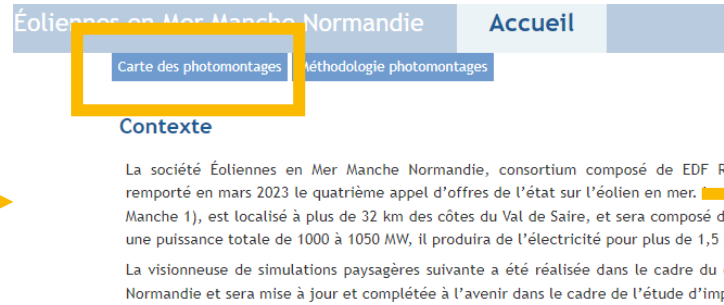 Éoliennes en Mer Manche Normandie Accueil
Carte des photomontages Méthodologie photomontages
Contexte
La société Éoliennes en Mer Manche Normandie, consortium composé de EDF
remporté en mars 2023 le quatrième appel d'offres de l'état sur l'éolien en mer.
Manche 1), est localisé à plus de 32 km des côtes du Val de Saire, et sera composé
une puissance totale de 1000 à 1050 MW, il produira de l'électricité pour plus de 1,5
La visionneuse de simulations paysagères suivante a été réalisée dans le cadre du
Normandie et sera mise à jour et complétée à l'avenir dans le cadre de l'étude